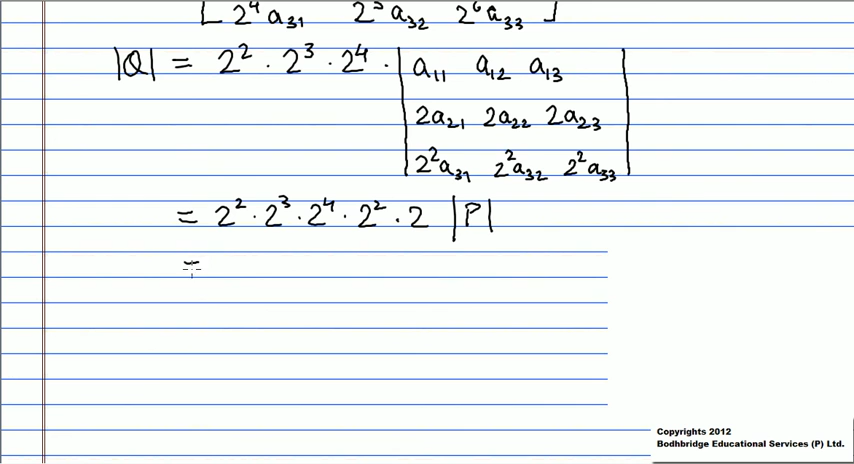 2⁴a₃₁ 2⁵a₃₂ 2⁶a₃₃
|Q| = 2² · 2³ · 2⁴ · | a₁₁ a₁₂ a₁₃ |
| 2a₂₁ 2a₂₂ 2a₂₃ |
| 2²a₃₁ 2²a₃₂ 2²a₃₃ |
= 2² · 2³ · 2⁴ · 2² · 2 |P|
=
Copyrights 2012
Bodhbridge Educational Services (P) Ltd.